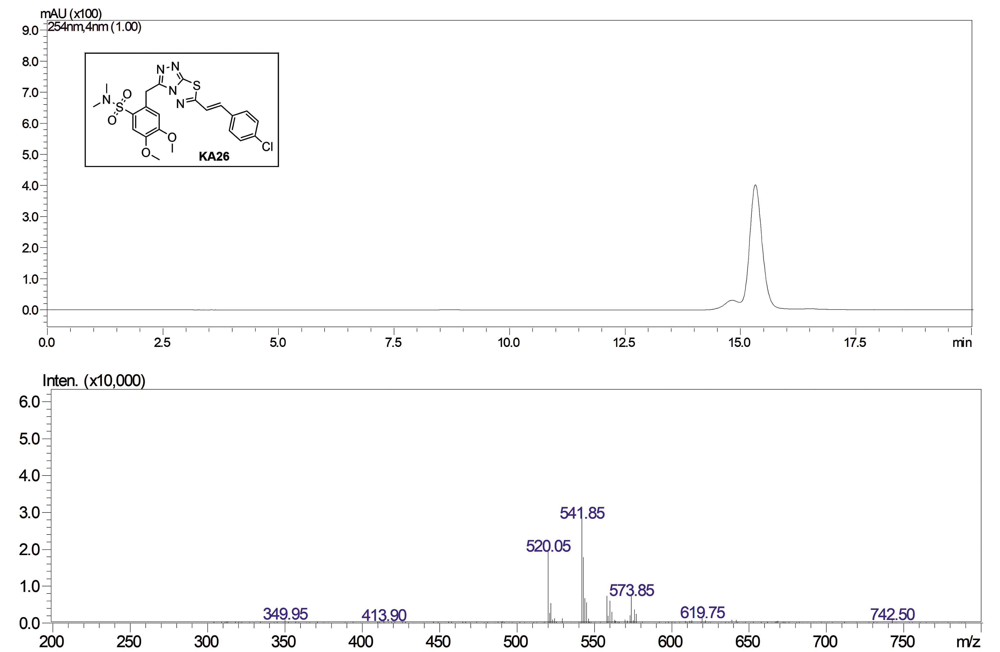 mAU (x100)
254nm,4nm (1.00)
9.0
8.0
7.0
6.0
5.0
4.0
3.0
2.0
1.0
0.0
N N
N
S
N
N
S
O
O
O
O
Cl
KA26
0.0 2.5 5.0 7.5 10.0 12.5 15.0 17.5 min
Inten. (x10,000)
6.0
5.0
4.0
3.0
2.0
1.0
0.0
541.85
520.05
573.85
349.95 413.90 619.75 742.50
200 250 300 350 400 450 500 550 600 650 700 750 m/z